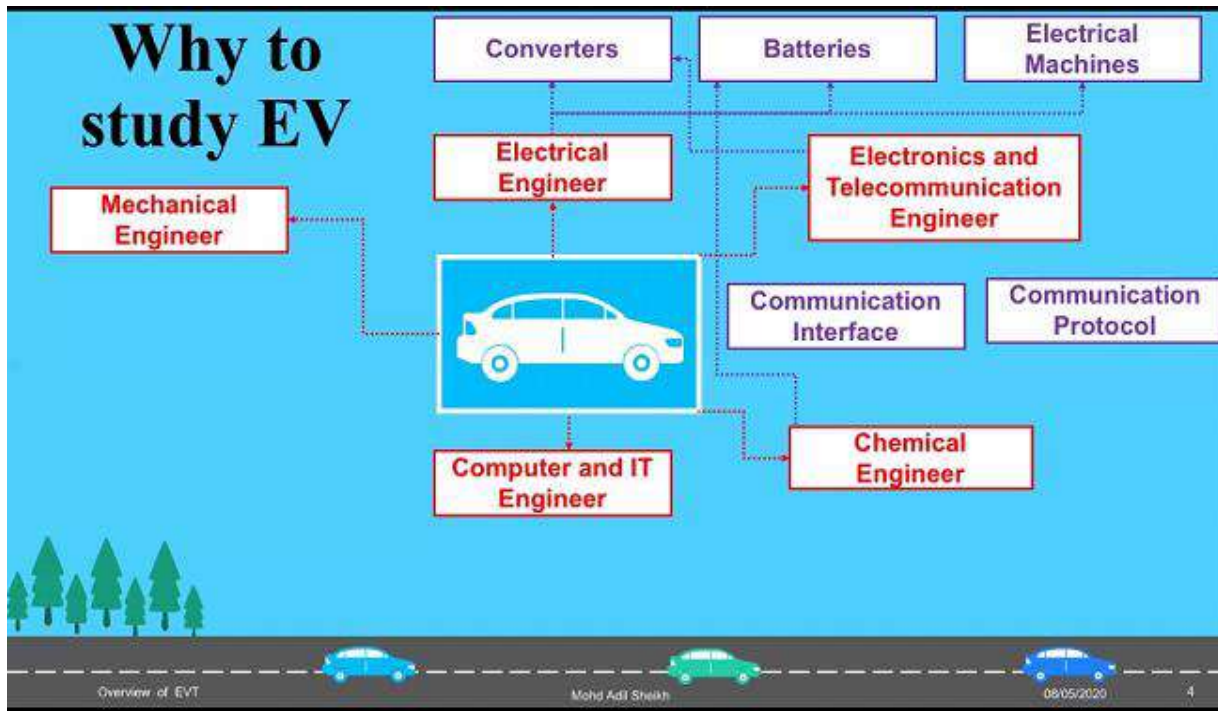 Why to
study EV
Converters
Batteries
Electrical
Machines
Electrical
Engineer
Electronics and
Telecommunication
Engineer
Mechanical
Engineer
Communication
Interface
Communication
Protocol
Computer and IT
Engineer
Chemical
Engineer
Overview of EVT
Mohd Adil Sheikh
08/05/2020
4